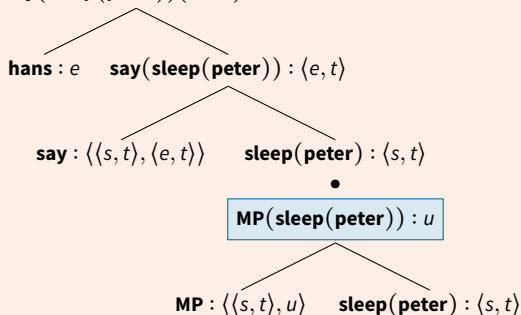 hans : e say(sleep(peter)) : ⟨e, t⟩
say : ⟨⟨s, t⟩, ⟨e, t⟩⟩ sleep(peter) : ⟨s, t⟩
•
MP(sleep(peter)) : u
MP : ⟨⟨s, t⟩, u⟩ sleep(peter) : ⟨s, t⟩